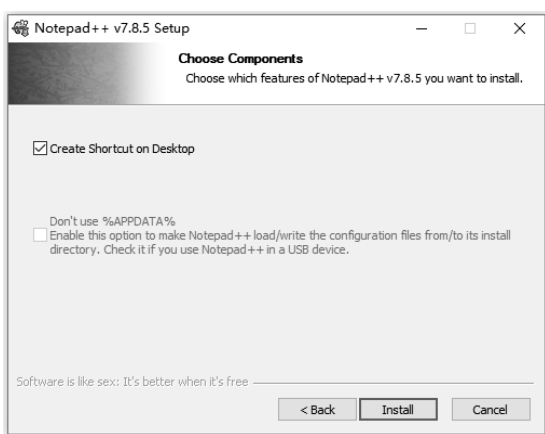 Notepad++ v7.8.5 Setup
Choose Components
Choose which features of Notepad++ v7.8.5 you want to install.
Create Shortcut on Desktop
Don't use %APPDATA%
Enable this option to make Notepad++ load/write the configuration files from/to its install
directory. Check it if you use Notepad++ in a USB device.
Software is like sex: It's better when it's free
< Back Install Cancel